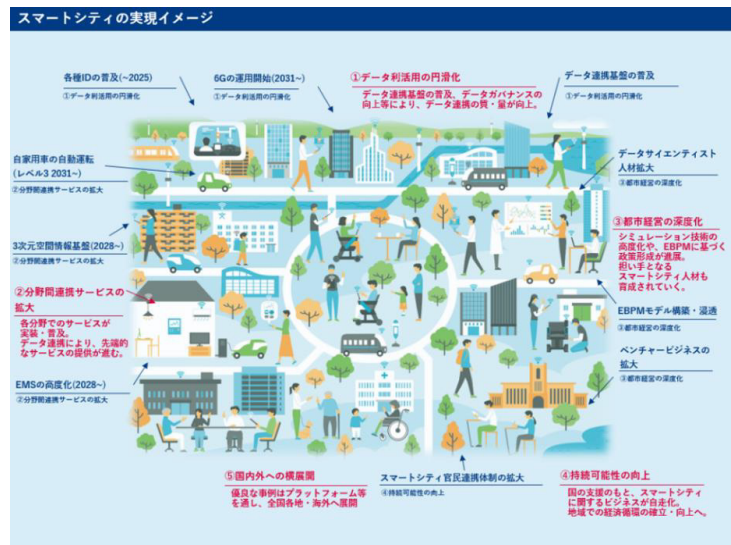 スマートシティの実現イメージ
各種IDの普及(~2025)
①データ利活用の円滑化
6Gの運用開始(2031~)
①データ利活用の円滑化
①データ利活用の円滑化
データ連携基盤の普及、データガバナンスの
向上等により、データ連携の質・量が向上。
データ連携基盤の普及
①データ利活用の円滑化
自家用車の自動運転
(レベル3 2031~)
②分野間連携サービスの拡大
データサイエンティスト
人材拡大
③都市経営の深度化
3次元空間情報基盤(2028~)
②分野間連携サービスの拡大
③都市経営の深度化
シミュレーション技術の
高度化や、EBPMに基づく
政策形成が進展。
担い手となる
スマートシティ人材も
育成されていく。
②分野間連携サービスの
拡大
各分野でのサービスが
実装・普及。
データ連携により、先端的
なサービスの提供が進む。
EBPMモデル構築・浸透
③都市経営の深度化
ベンチャービジネスの
拡大
③都市経営の深度化
EMSの高度化(2028~)
②分野間連携サービスの拡大
⑤国内外への横展開
優良な事例はプラットフォーム等
を通し、全国各地・海外へ展開
スマートシティ官民連携体制の拡大
④持続可能性の向上
④持続可能性の向上
国の支援のもと、スマートシティ
に関するビジネスが自走化。
地域での経済循環の確立・向上へ。